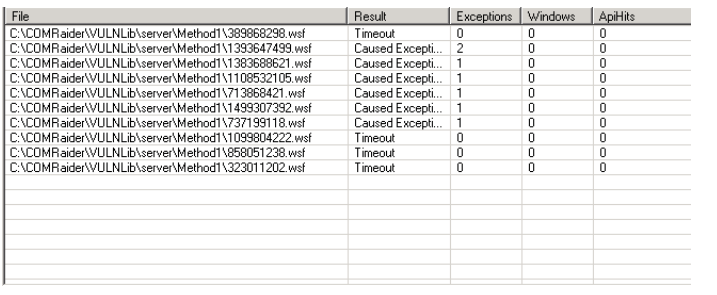 File Result Exceptions Windows ApiHits
C:\COMRaider\VULNLib\server\Method1\389868298.wsf Timeout 0 0 0
C:\COMRaider\VULNLib\server\Method1\1393647499.wsf Caused Excepti... 2 0 0
C:\COMRaider\VULNLib\server\Method1\1383688621.wsf Caused Excepti... 1 0 0
C:\COMRaider\VULNLib\server\Method1\1108532105.wsf Caused Excepti... 1 0 0
C:\COMRaider\VULNLib\server\Method1\713868421.wsf Caused Excepti... 1 0 0
C:\COMRaider\VULNLib\server\Method1\1499307392.wsf Caused Excepti... 1 0 0
C:\COMRaider\VULNLib\server\Method1\737199118.wsf Caused Excepti... 1 0 0
C:\COMRaider\VULNLib\server\Method1\1099804222.wsf Timeout 0 0 0
C:\COMRaider\VULNLib\server\Method1\858051238.wsf Timeout 0 0 0
C:\COMRaider\VULNLib\server\Method1\323011202.wsf Timeout 0 0 0